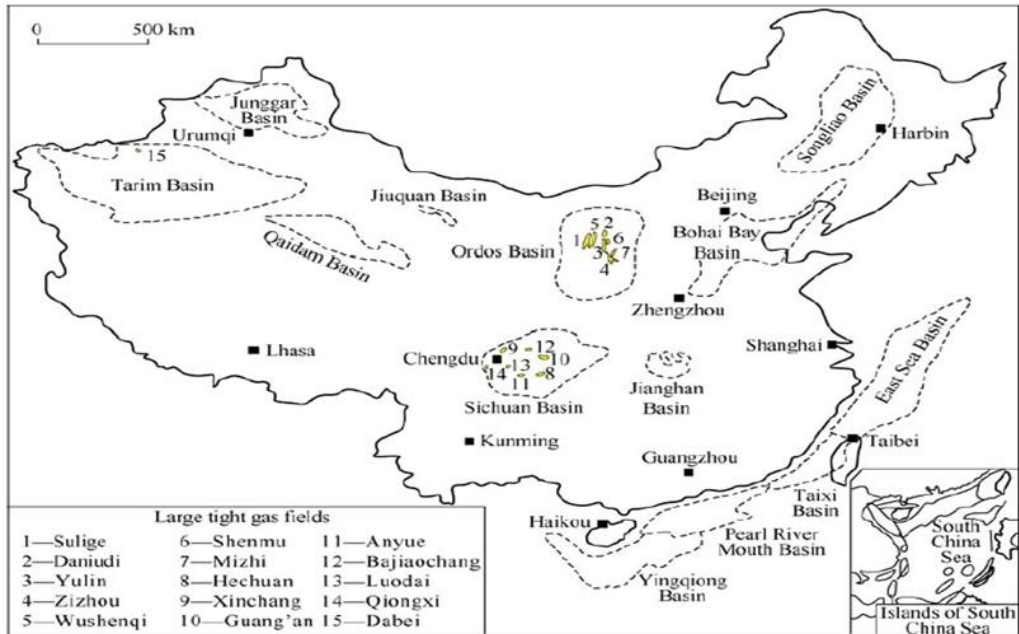 0 500 km
Junggar
Basin
Urumqi
15
Tarim Basin
Jiuquan Basin
Qaidam Basin
Songliao Basin
Harbin
Beijing
Bohai Bay
Basin
5 2
1 6
3 7
4
Ordos Basin
Zhengzhou
Lhasa
Chengdu
9 12
10
14 13
11 8
Sichuan Basin
Jianghan
Basin
Shanghai
East Sea Basin
Kunming
Guangzhou
Taibei
Taixi
Basin
Haikou
Pearl River
Mouth Basin
Yingqiong
Basin
South
China
Sea
Islands of South
China Sea
Large tight gas fields
1—Sulige 6—Shenmu 11—Anyue
2—Daniudi 7—Mizhi 12—Bajiaochang
3—Yulin 8—Hechuan 13—Luodai
4—Zizhou 9—Xinchang 14—Qiongxi
5—Wushenqi 10—Guang'an 15—Dabei